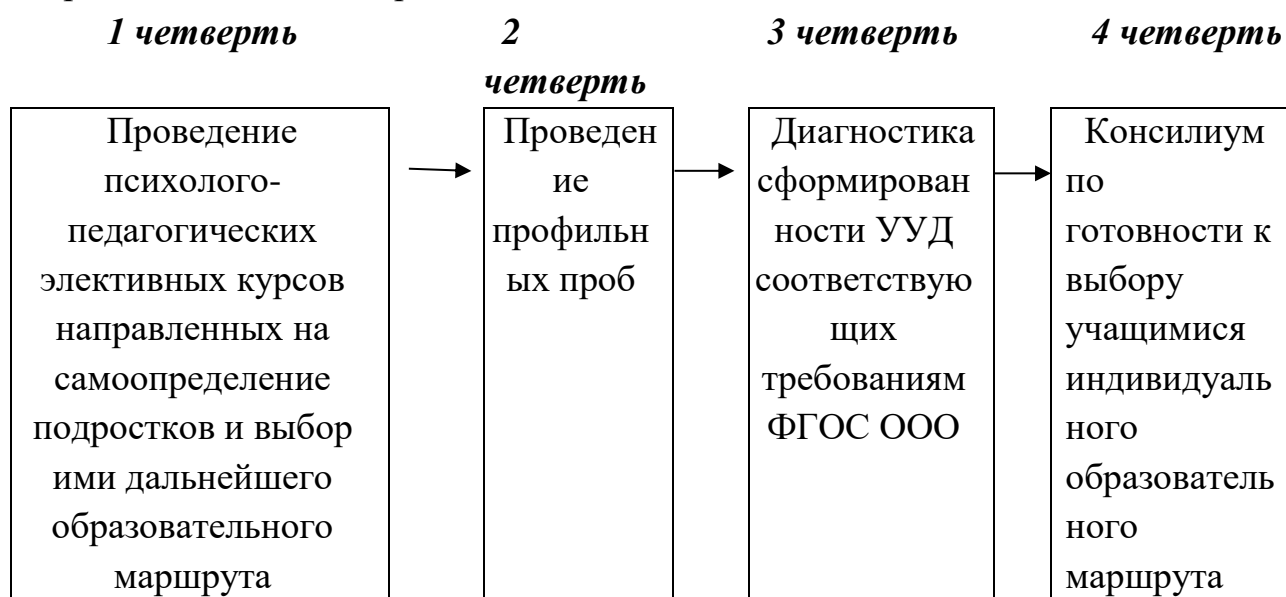 1 четверть
2
четверть
3 четверть
4 четверть
Проведение
психолого-
педагогических
элективных курсов
направленных на
самоопределение
подростков и выбор
ими дальнейшего
образовательного
маршрута
Проведен
ие
профильн
ых проб
Диагностика
сформирован
ности УУД
соответствую
щих
требованиям
ФГОС ООО
Консилиум
по
готовности к
выбору
учащимися
индивидуаль
ного
образователь
ного
маршрута